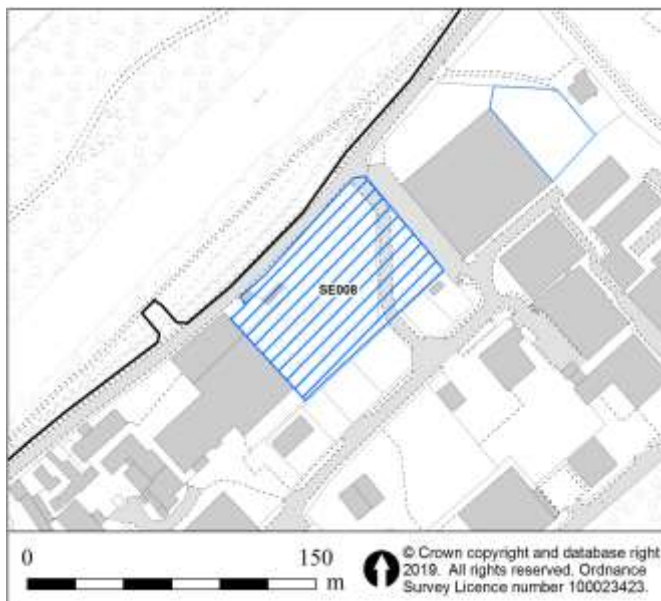 SE008
0 150
m
© Crown copyright and database right
2019. All rights reserved. Ordnance
Survey Licence number 100023423.